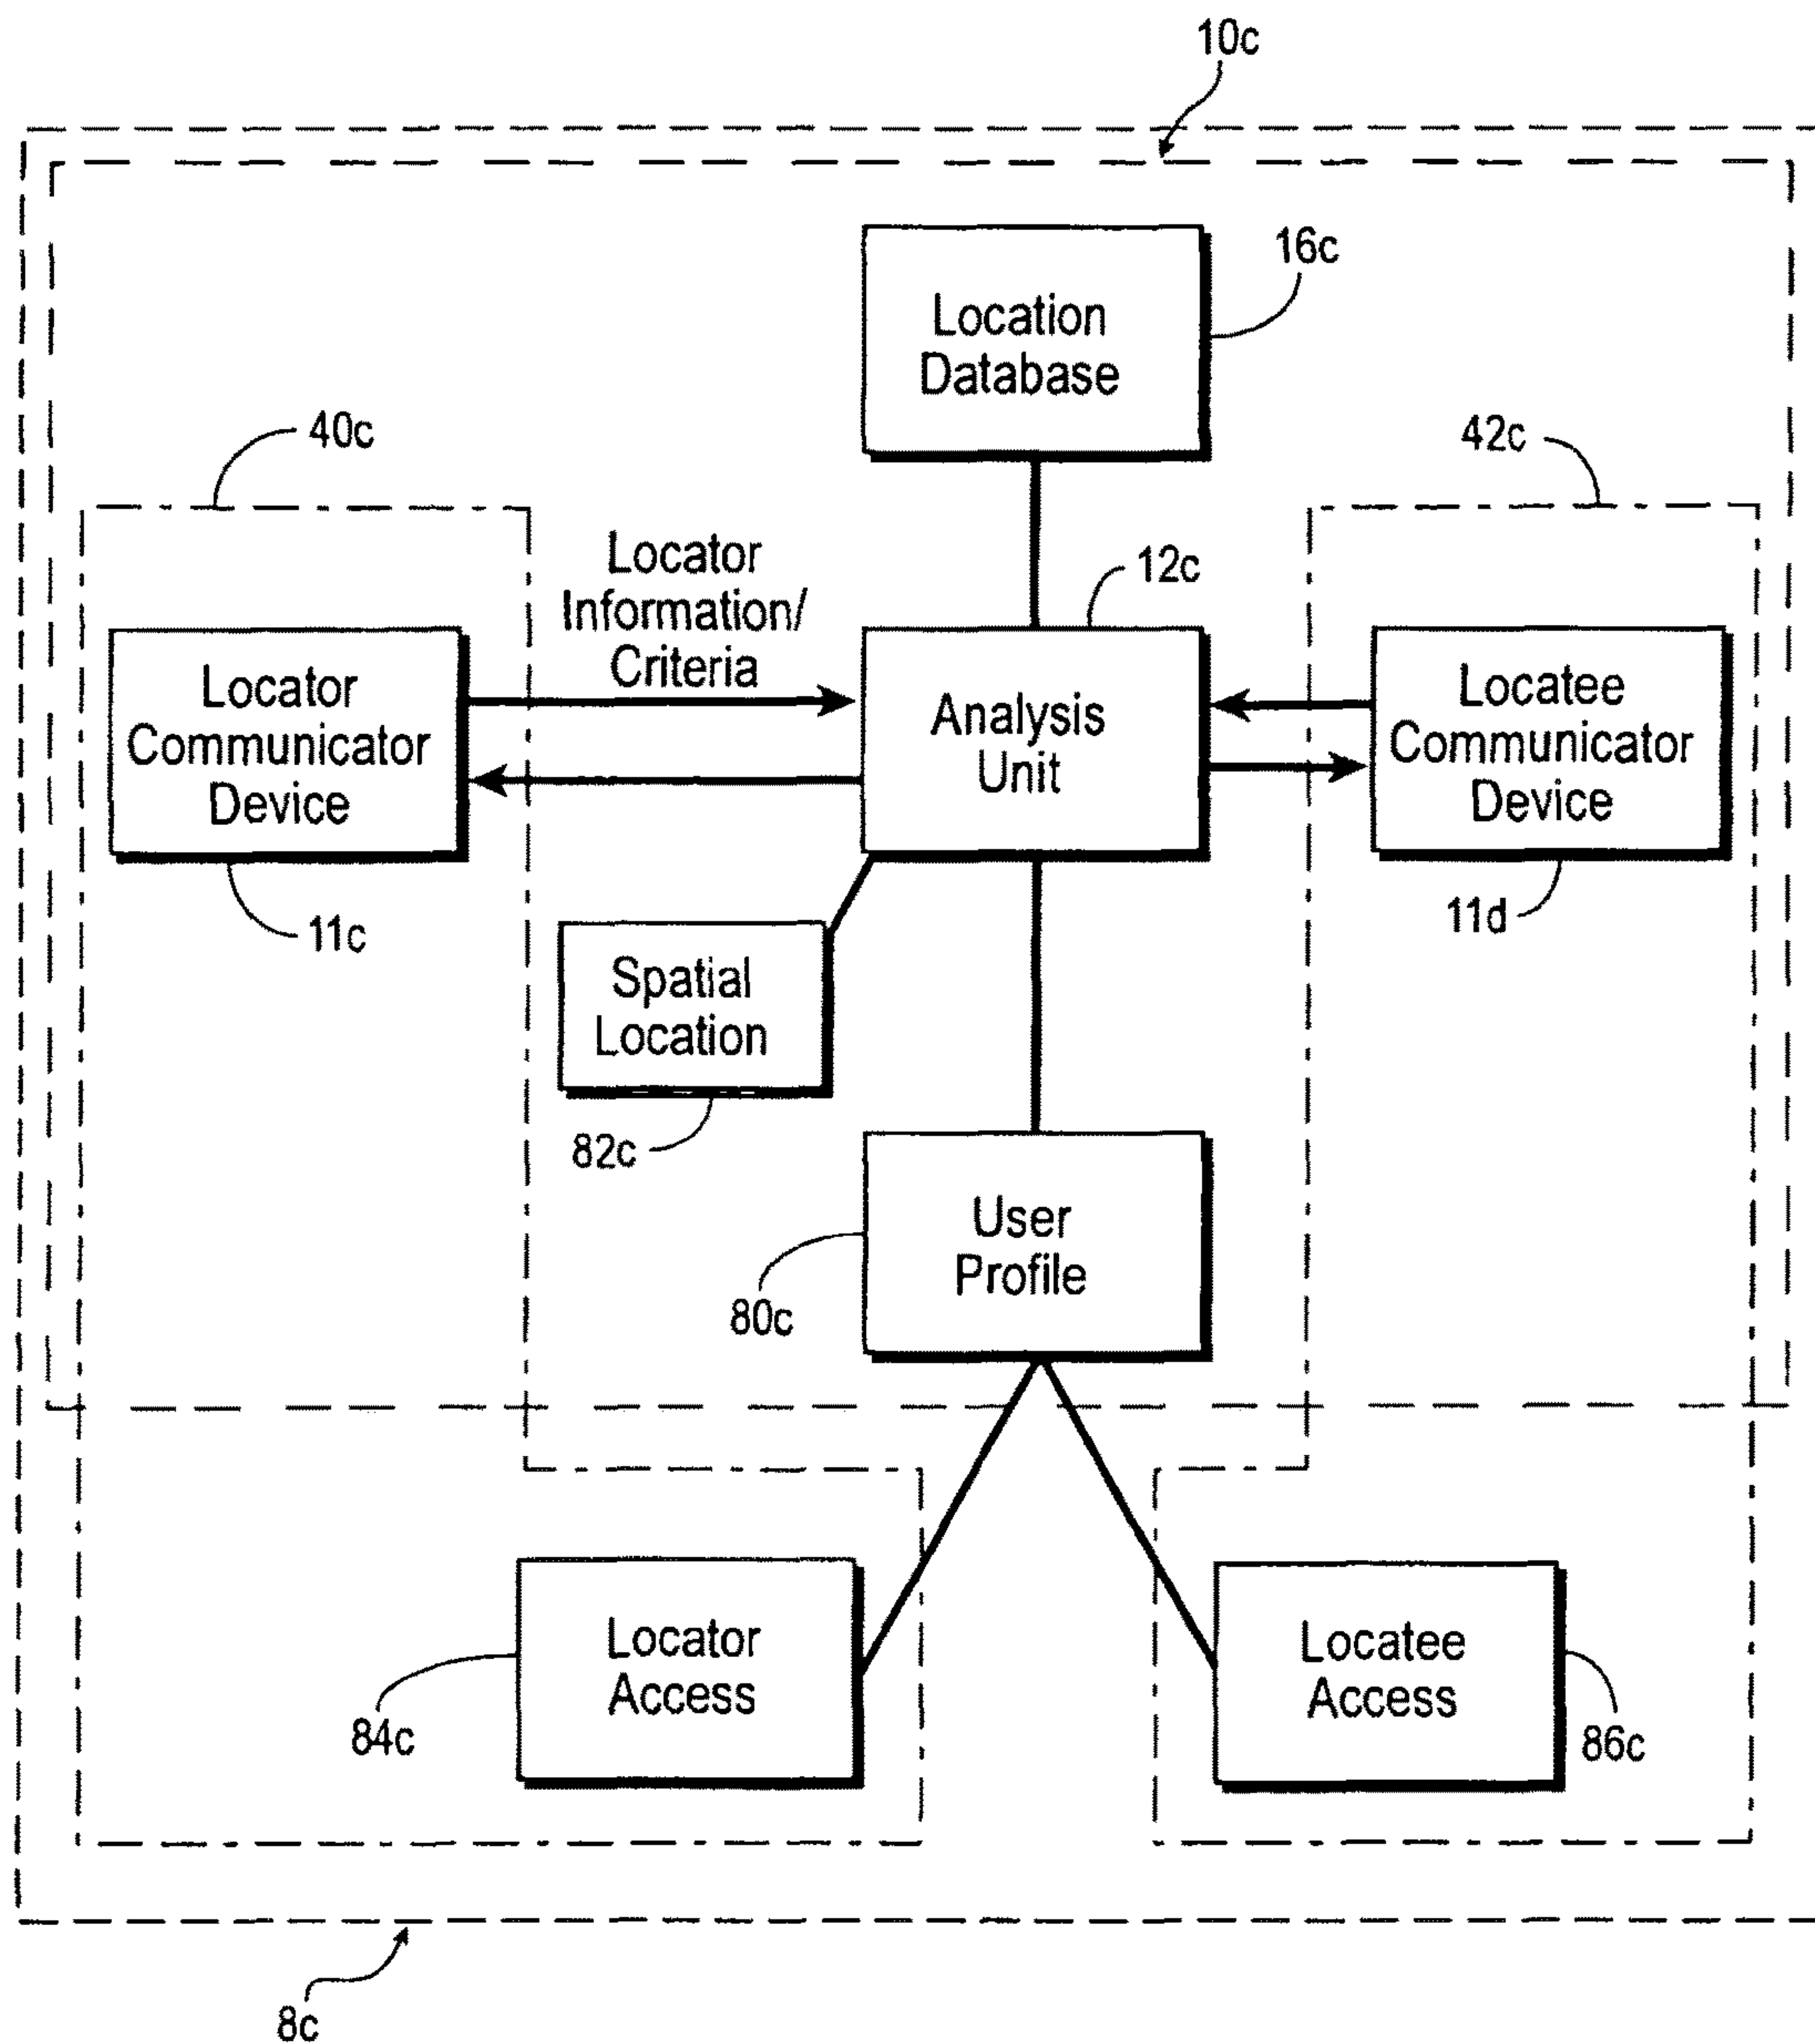 10c
Location
Database
16c
40c
42c
Locator
Information/
Criteria
12c
Locator
Communicator
Device
Analysis
Unit
Locatee
Communicator
Device
11c
11d
Spatial
Location
82c
User
Profile
80c
Locator
Access
84c
Locatee
Access
86c
8c